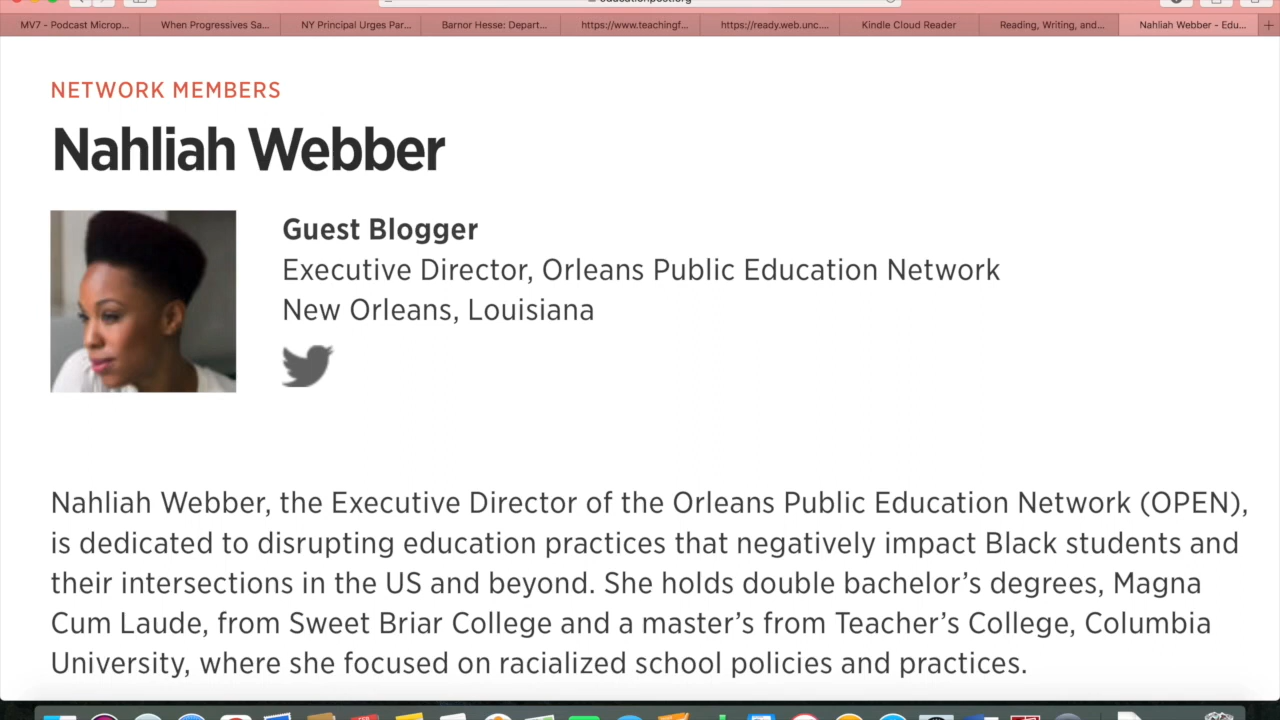 educationpost.org
MV7 - Podcast Microp...
When Progressives Sa...
NY Principal Urges Par...
Barnor Hesse: Depart...
https://www.teachingf...
https://ready.web.unc....
Kindle Cloud Reader
Reading, Writing, and...
Nahliah Webber - Edu...
NETWORK MEMBERS
Nahliah Webber
Guest Blogger
Executive Director, Orleans Public Education Network
New Orleans, Louisiana
Nahliah Webber, the Executive Director of the Orleans Public Education Network (OPEN),
is dedicated to disrupting education practices that negatively impact Black students and
their intersections in the US and beyond. She holds double bachelor’s degrees, Magna
Cum Laude, from Sweet Briar College and a master’s from Teacher’s College, Columbia
University, where she focused on racialized school policies and practices.